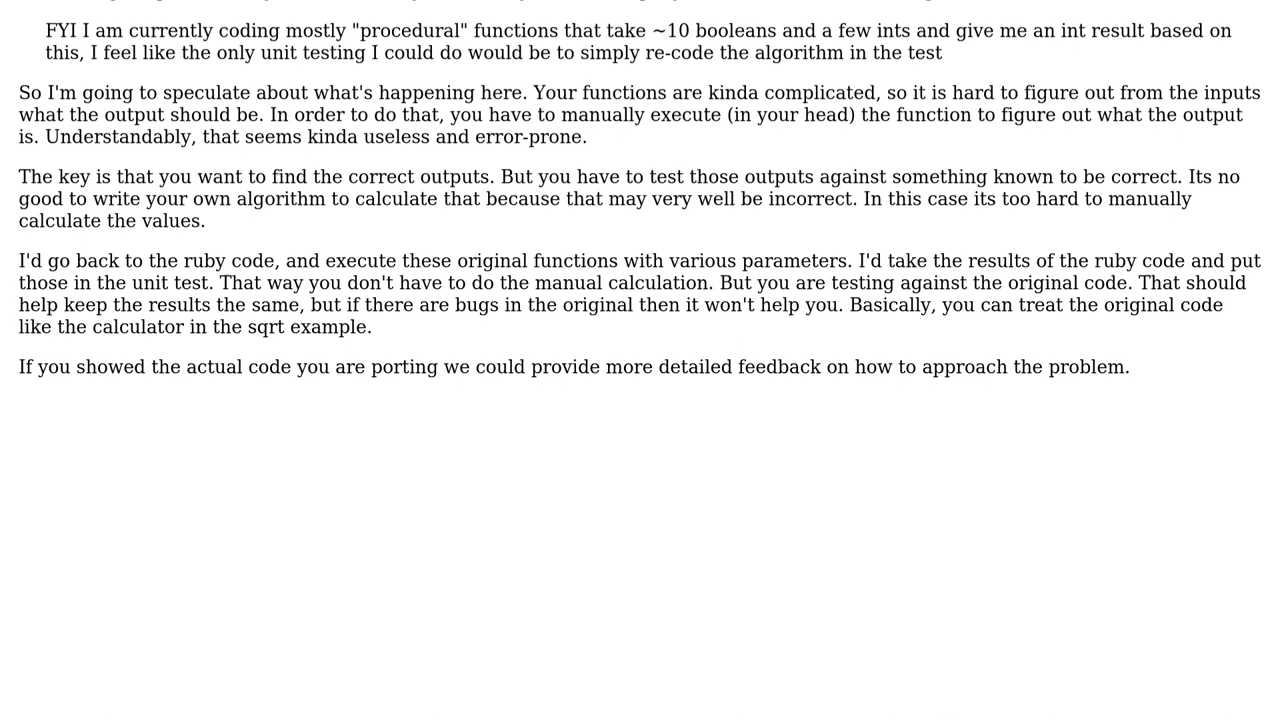 FYI I am currently coding mostly "procedural" functions that take ~10 booleans and a few ints and give me an int result based on
this, I feel like the only unit testing I could do would be to simply re-code the algorithm in the test
So I'm going to speculate about what's happening here. Your functions are kinda complicated, so it is hard to figure out from the inputs
what the output should be. In order to do that, you have to manually execute (in your head) the function to figure out what the output
is. Understandably, that seems kinda useless and error-prone.
The key is that you want to find the correct outputs. But you have to test those outputs against something known to be correct. Its no
good to write your own algorithm to calculate that because that may very well be incorrect. In this case its too hard to manually
calculate the values.
I'd go back to the ruby code, and execute these original functions with various parameters. I'd take the results of the ruby code and put
those in the unit test. That way you don't have to do the manual calculation. But you are testing against the original code. That should
help keep the results the same, but if there are bugs in the original then it won't help you. Basically, you can treat the original code
like the calculator in the sqrt example.
If you showed the actual code you are porting we could provide more detailed feedback on how to approach the problem.